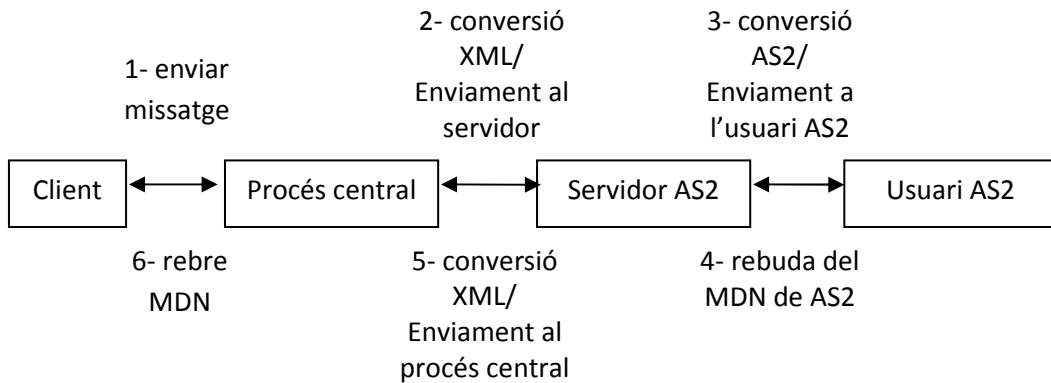 1- enviar
missatge
2- conversió
XML/
Enviament al
servidor
3- conversió
AS2/
Enviament a
l’usuari AS2
Client
Procés central
Servidor AS2
Usuari AS2
6- rebre
MDN
5- conversió
XML/
Enviament al
procés central
4- rebuda del
MDN de AS2